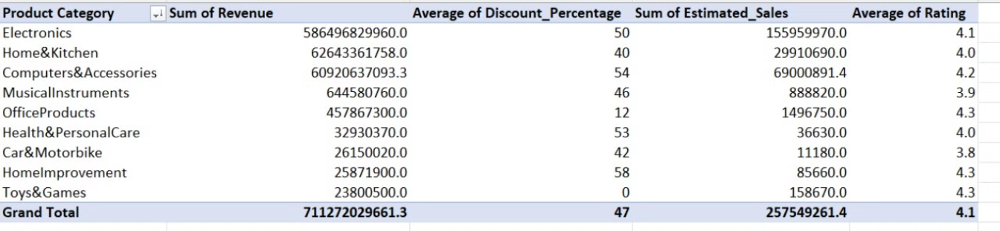 Product Category Sum of Revenue Average of Discount_Percentage Sum of Estimated_Sales Average of Rating
Electronics 586496829960.0 50 155959970.0 4.1
Home&Kitchen 62643361758.0 40 29910690.0 4.0
Computers&Accessories 60920637093.3 54 69000891.4 4.2
MusicalInstruments 644580760.0 46 888820.0 3.9
OfficeProducts 457867300.0 12 1496750.0 4.3
Health&PersonalCare 32930370.0 53 36630.0 4.0
Car&Motorbike 26150020.0 42 11180.0 3.8
HomeImprovement 25871900.0 58 85660.0 4.3
Toys&Games 23800500.0 0 158670.0 4.3
Grand Total 711272029661.3 47 257549261.4 4.1